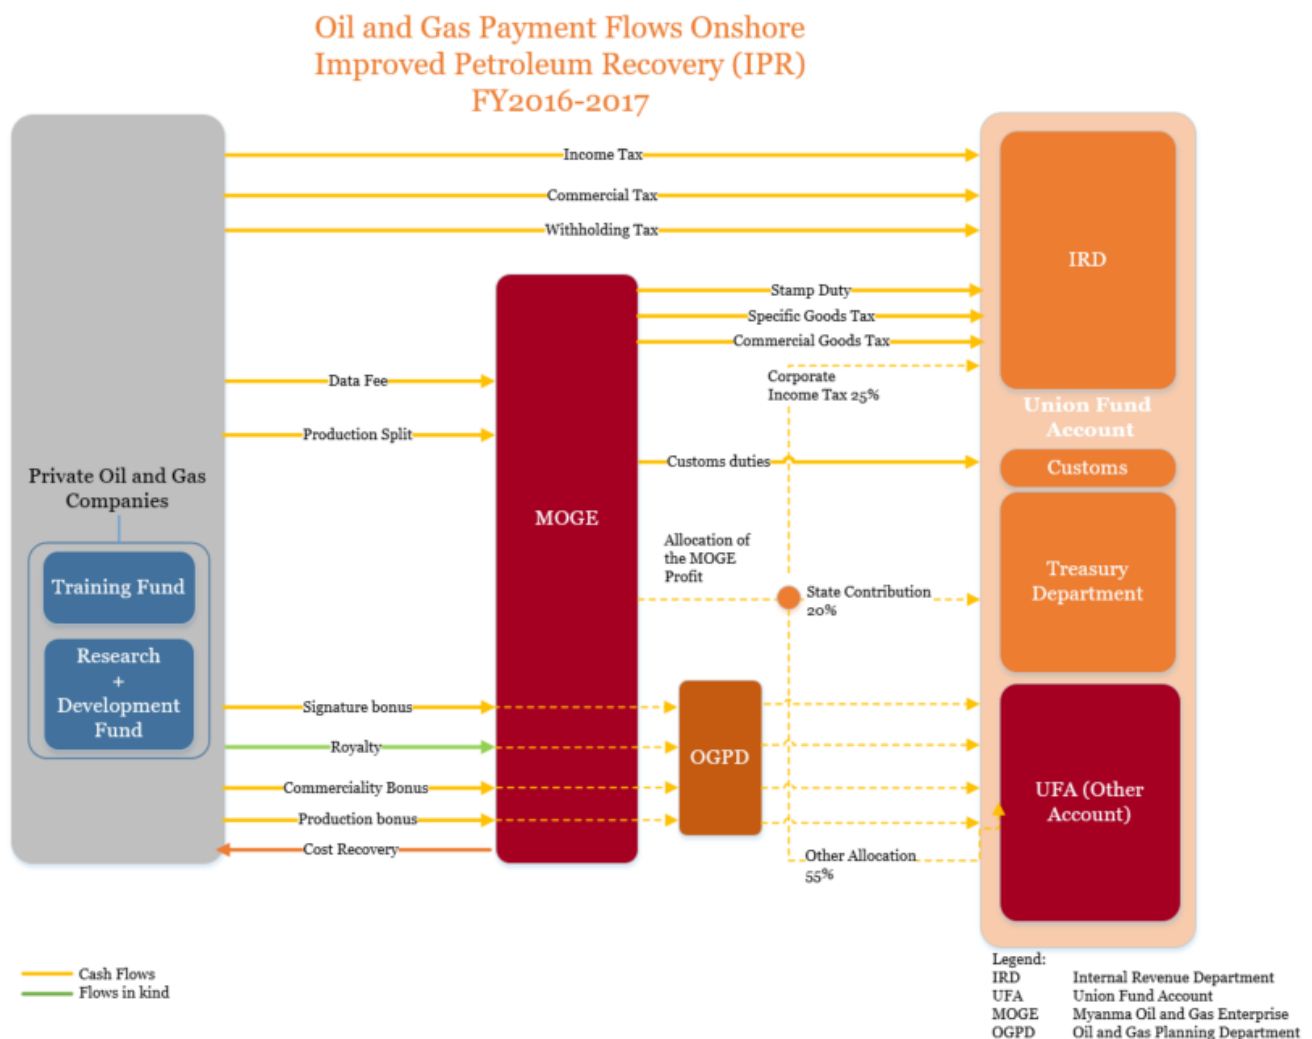 Oil and Gas Payment Flows Onshore
Improved Petroleum Recovery (IPR)
FY2016-2017
Income Tax
Commercial Tax
Withholding Tax
IRD
Stamp Duty
Specific Goods Tax
Commercial Goods Tax
Data Fee
Corporate
Income Tax 25%
Union Fund
Account
Production Split
Customs duties
Customs
Private Oil and Gas
Companies
MOGE
Allocation of
the MOGE
Profit
Training Fund
State Contribution
20%
Treasury
Department
Research
+
Development
Fund
Signature bonus
Royalty
Commerciality Bonus
Production bonus
Cost Recovery
OGPD
UFA (Other
Account)
Other Allocation
55%
Cash Flows
Flows in kind
Legend:
IRD Internal Revenue Department
UFA Union Fund Account
MOGE Myanma Oil and Gas Enterprise
OGPD Oil and Gas Planning Department